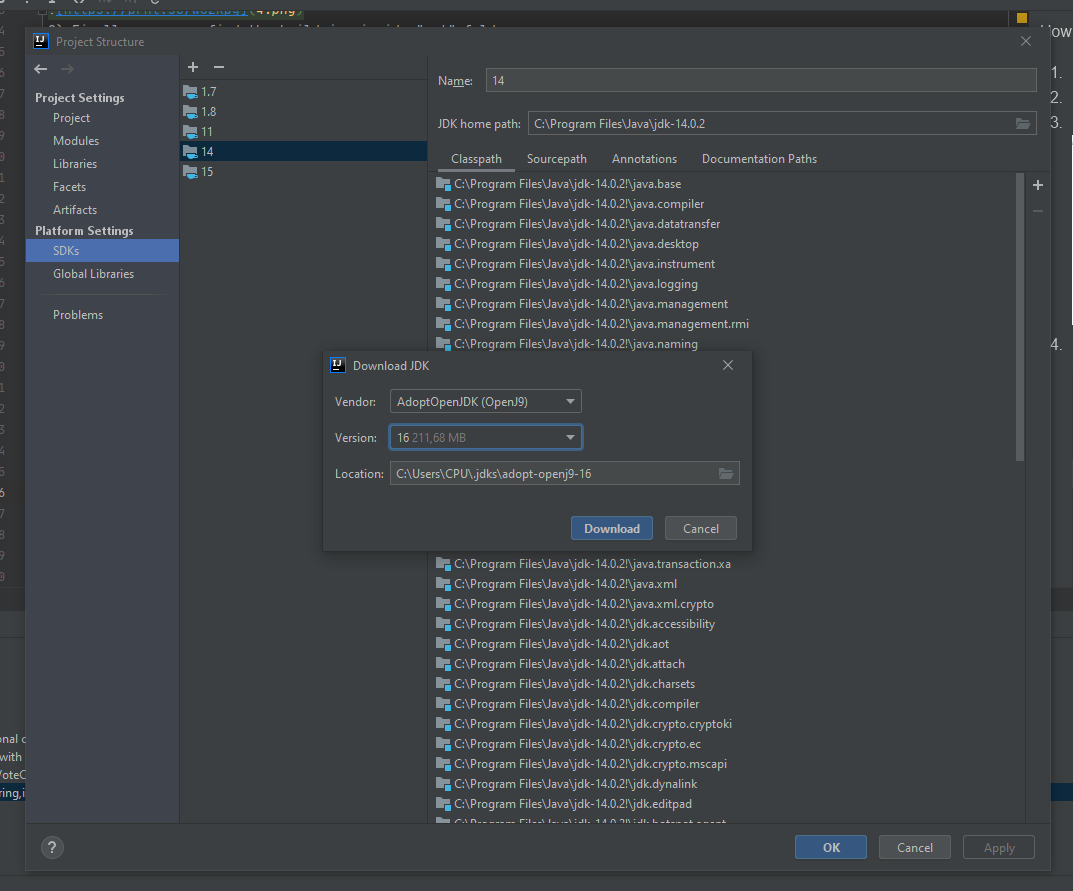 Project Structure
Project Settings
Project
Modules
Libraries
Facets
Artifacts
Platform Settings
SDKs
Global Libraries
Problems
1.7
1.8
11
14
15
Name: 14
JDK home path: C:\Program Files\Java\jdk-14.0.2
Classpath Sourcepath Annotations Documentation Paths
C:\Program Files\Java\jdk-14.0.2!\java.base
C:\Program Files\Java\jdk-14.0.2!\java.compiler
C:\Program Files\Java\jdk-14.0.2!\java.datatransfer
C:\Program Files\Java\jdk-14.0.2!\java.desktop
C:\Program Files\Java\jdk-14.0.2!\java.instrument
C:\Program Files\Java\jdk-14.0.2!\java.logging
C:\Program Files\Java\jdk-14.0.2!\java.management
C:\Program Files\Java\jdk-14.0.2!\java.management.rmi
C:\Program Files\Java\jdk-14.0.2!\java.naming
IJ Download JDK
Vendor: AdoptOpenJDK (OpenJ9)
Version: 16 211,68 MB
Location: C:\Users\CPU\.jdks\adopt-openj9-16
Download Cancel
C:\Program Files\Java\jdk-14.0.2!\java.transaction.xa
C:\Program Files\Java\jdk-14.0.2!\java.xml
C:\Program Files\Java\jdk-14.0.2!\java.xml.crypto
C:\Program Files\Java\jdk-14.0.2!\jdk.accessibility
C:\Program Files\Java\jdk-14.0.2!\jdk.aot
C:\Program Files\Java\jdk-14.0.2!\jdk.attach
C:\Program Files\Java\jdk-14.0.2!\jdk.charsets
C:\Program Files\Java\jdk-14.0.2!\jdk.compiler
C:\Program Files\Java\jdk-14.0.2!\jdk.crypto.cryptoki
C:\Program Files\Java\jdk-14.0.2!\jdk.crypto.ec
C:\Program Files\Java\jdk-14.0.2!\jdk.crypto.mscapi
C:\Program Files\Java\jdk-14.0.2!\jdk.dynalink
C:\Program Files\Java\jdk-14.0.2!\jdk.editpad
? OK Cancel Apply
1.
2.
3.
4.
with